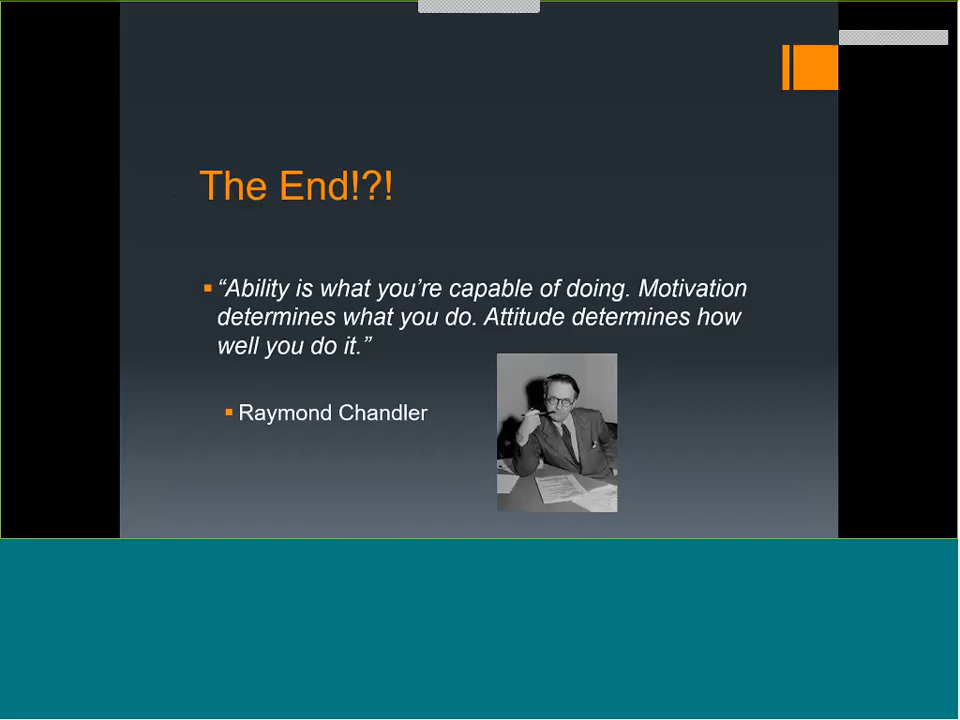 The End!?!
“Ability is what you’re capable of doing. Motivation
determines what you do. Attitude determines how
well you do it.”
Raymond Chandler